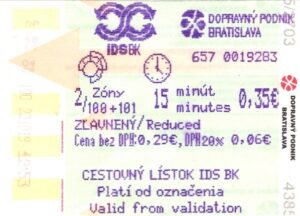 DOPRAVNÝ PODNIK
BRATISLAVA
IDS BK
657 0019283
2 Zóny
100+101
15 minút
minutes
0,35€
ZĽAVNENÝ/Reduced
Cena bez DPH:0,29€, DPH20% 0,06€
CESTOVNÝ LÍSTOK IDS BK
Platí od označenia
Valid from validation
DOPRAVNÝ PODNIK
BRATISLAVA